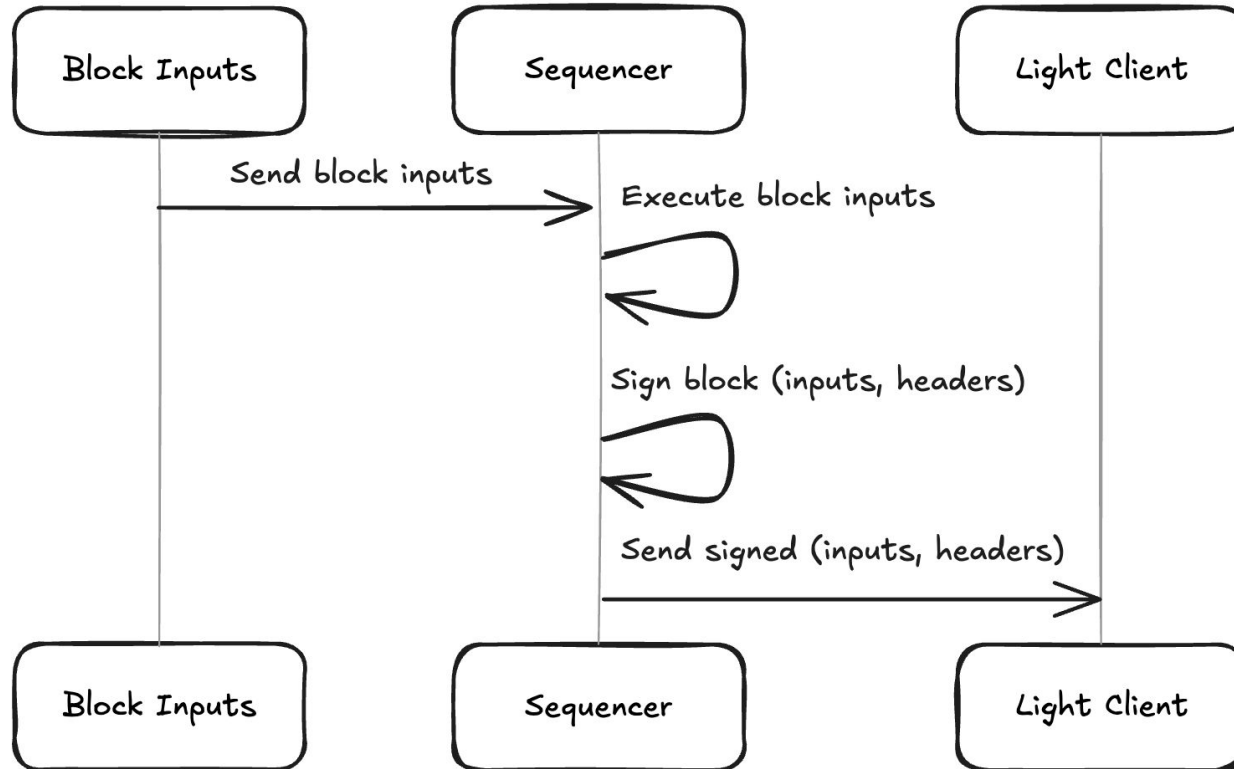 Block Inputs
Sequencer
Light Client
Send block inputs
Execute block inputs
Sign block (inputs, headers)
Send signed (inputs, headers)
Block Inputs
Sequencer
Light Client